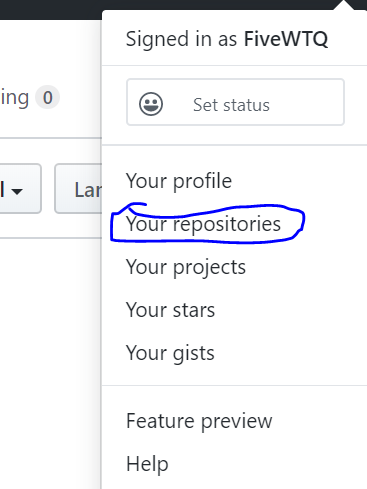 Signed in as FiveWTQ
ing 0
Set status
Your profile
Your repositories
Your projects
Your stars
Your gists
Feature preview
Help